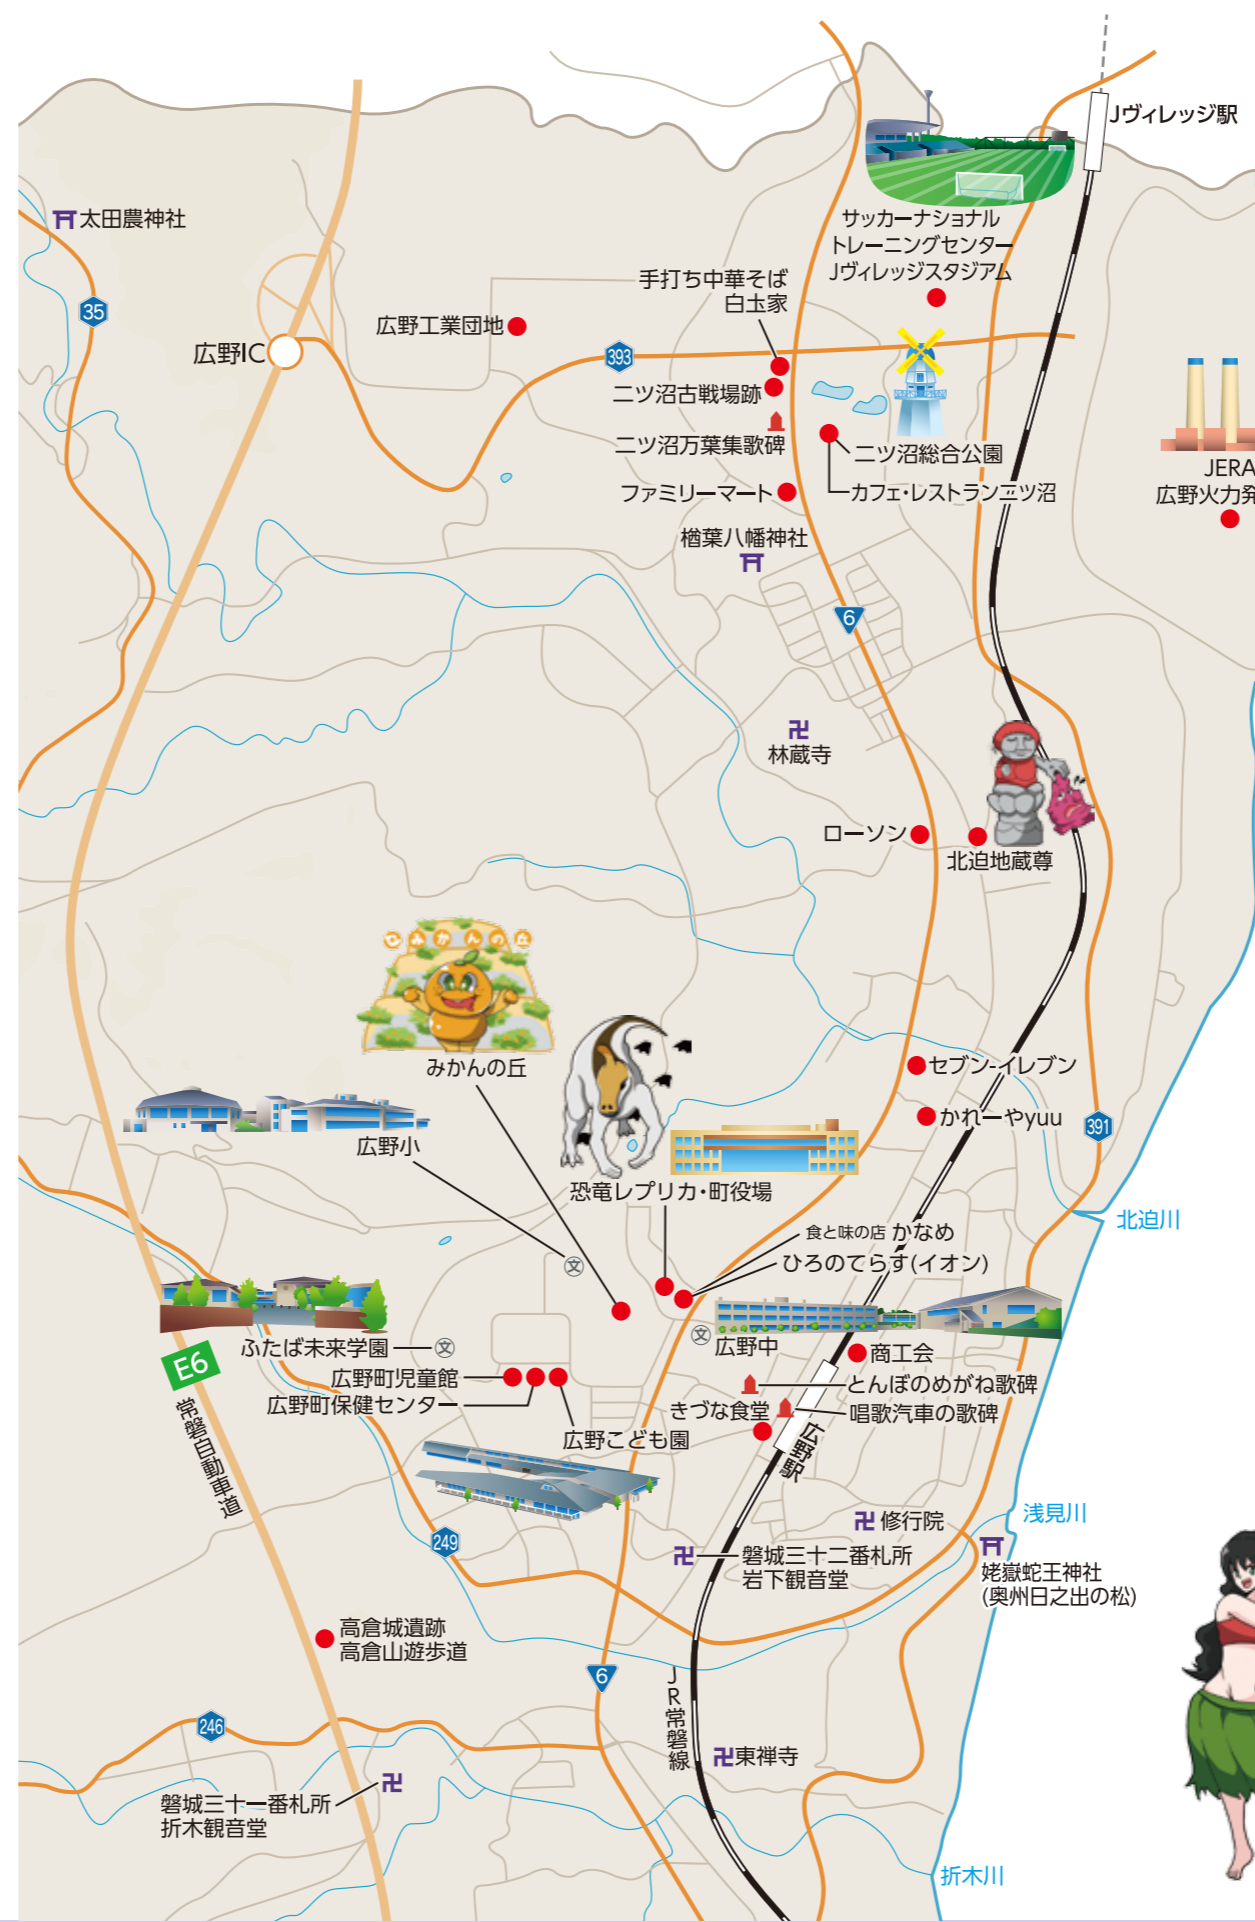 Jヴィレッジ駅
サッカーナショナル
トレーニングセンター
Jヴィレッジスタジアム
太田農神社
35
手打ち中華そば
白圡家
広野工業団地
広野IC
393
二ツ沼古戦場跡
二ツ沼万葉集歌碑
二ツ沼総合公園
カフェ・レストラン二ツ沼
ファミリーマート
JERA
広野火力発
楢葉八幡神社
6
林蔵寺
ローソン
北迫地蔵尊
みかんの丘
みかんの丘
セブン-イレブン
かれーやyuu
391
広野小
恐竜レプリカ・町役場
北迫川
食と味の店 かなめ
ひろのてらす(イオン)
文
文
広野中
ふたば未来学園
文
商工会
E6
常磐自動車道
広野町児童館
広野町保健センター
広野こども園
とんぼのめがね歌碑
唱歌汽車の歌碑
きづな食堂
広野駅
浅見川
修行院
249
磐城三十二番札所
岩下観音堂
姥嶽蛇王神社
(奥州日之出の松)
高倉城遺跡
高倉山遊歩道
6
JR常磐線
246
東禅寺
磐城三十一番札所
折木観音堂
折木川